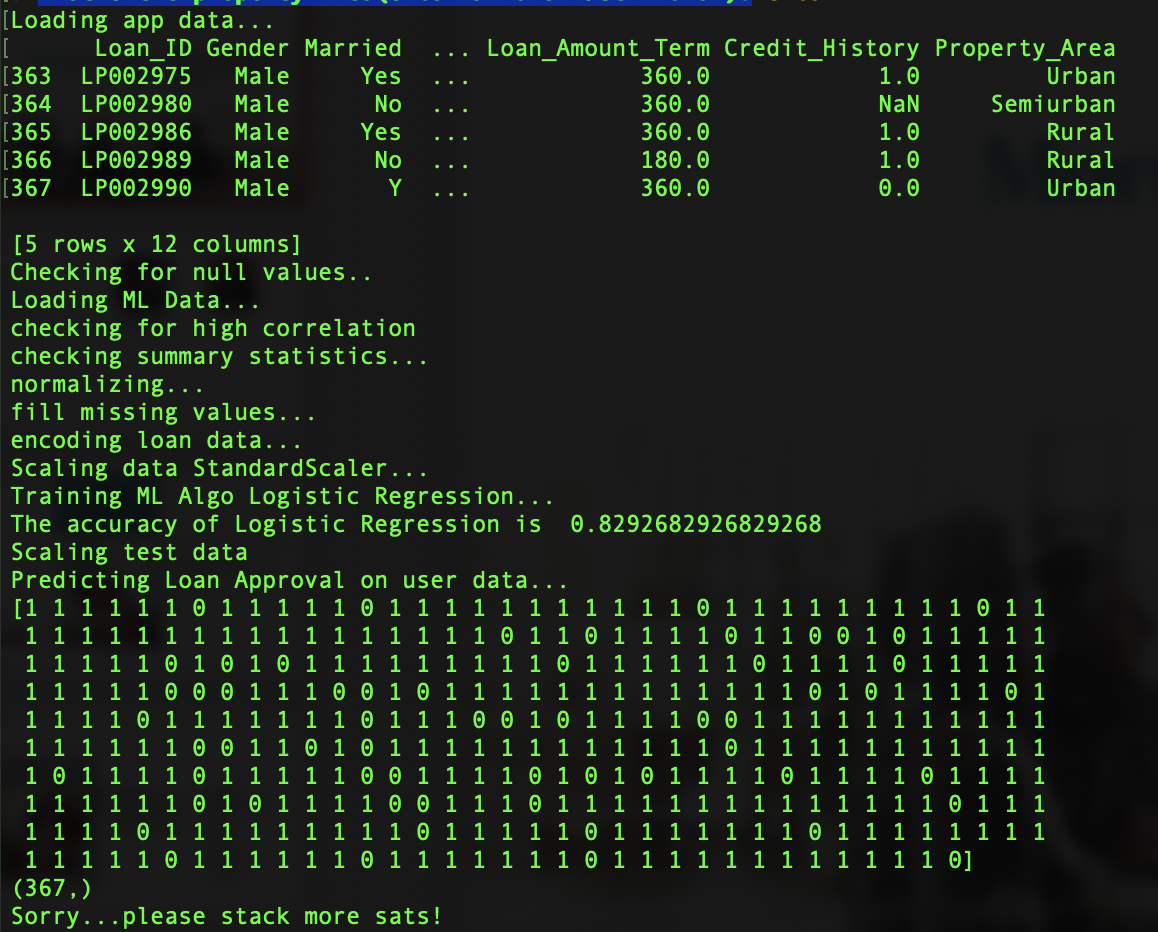 [Loading app data...
[ Loan_ID Gender Married ... Loan_Amount_Term Credit_History Property_Area
[363 LP002975 Male Yes ... 360.0 1.0 Urban
[364 LP002980 Male No ... 360.0 NaN Semiurban
[365 LP002986 Male Yes ... 360.0 1.0 Rural
[366 LP002989 Male No ... 180.0 1.0 Rural
[367 LP002990 Male Y ... 360.0 0.0 Urban
[5 rows x 12 columns]
Checking for null values..
Loading ML Data...
checking for high correlation
checking summary statistics...
normalizing...
fill missing values...
encoding loan data...
Scaling data StandardScaler...
Training ML Algo Logistic Regression...
The accuracy of Logistic Regression is 0.8292682926829268
Scaling test data
Predicting Loan Approval on user data...
[1 1 1 1 1 1 0 1 1 1 1 1 0 1 1 1 1 1 1 1 1 1 1 1 0 1 1 1 1 1 1 1 1 1 0 1 1
1 1 1 1 1 1 1 1 1 1 1 1 1 1 1 1 1 0 1 1 0 1 1 1 1 0 1 1 0 0 1 0 1 1 1 1 1
1 1 1 1 1 0 1 0 1 0 1 1 1 1 1 1 1 1 1 0 1 1 1 1 1 1 0 1 1 1 1 0 1 1 1 1 1
1 1 1 1 1 0 0 0 1 1 1 0 0 1 0 1 1 1 1 1 1 1 1 1 1 1 1 1 0 1 0 1 1 1 1 0 1
1 1 1 1 0 1 1 1 1 1 1 1 0 1 1 1 0 0 1 0 1 1 1 1 0 0 1 1 1 1 1 1 1 1 1 1 1
1 1 1 1 1 1 0 0 1 1 0 1 0 1 1 1 1 1 1 1 1 1 1 1 1 0 1 1 1 1 1 1 1 1 1 1 1
1 0 1 1 1 1 0 1 1 1 1 1 0 0 1 1 1 1 0 1 0 1 0 1 1 1 1 0 1 1 1 1 0 1 1 1 1
1 1 1 1 1 1 0 1 0 1 1 1 1 0 0 1 1 1 0 1 1 1 1 1 1 1 1 1 1 1 1 1 1 0 1 1 1
1 1 1 1 0 1 1 1 1 1 1 1 1 1 0 1 1 1 1 1 0 1 1 1 1 1 1 1 0 1 1 1 1 1 1 1 1
1 1 1 1 1 0 1 1 1 1 1 1 0 1 1 1 1 1 1 1 0 1 1 1 1 1 1 1 1 1 1 1 1 0]
(367,)
Sorry...please stack more sats!